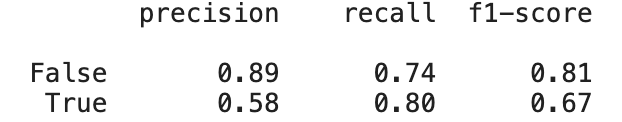 precision recall f1-score
False 0.89 0.74 0.81
True 0.58 0.80 0.67